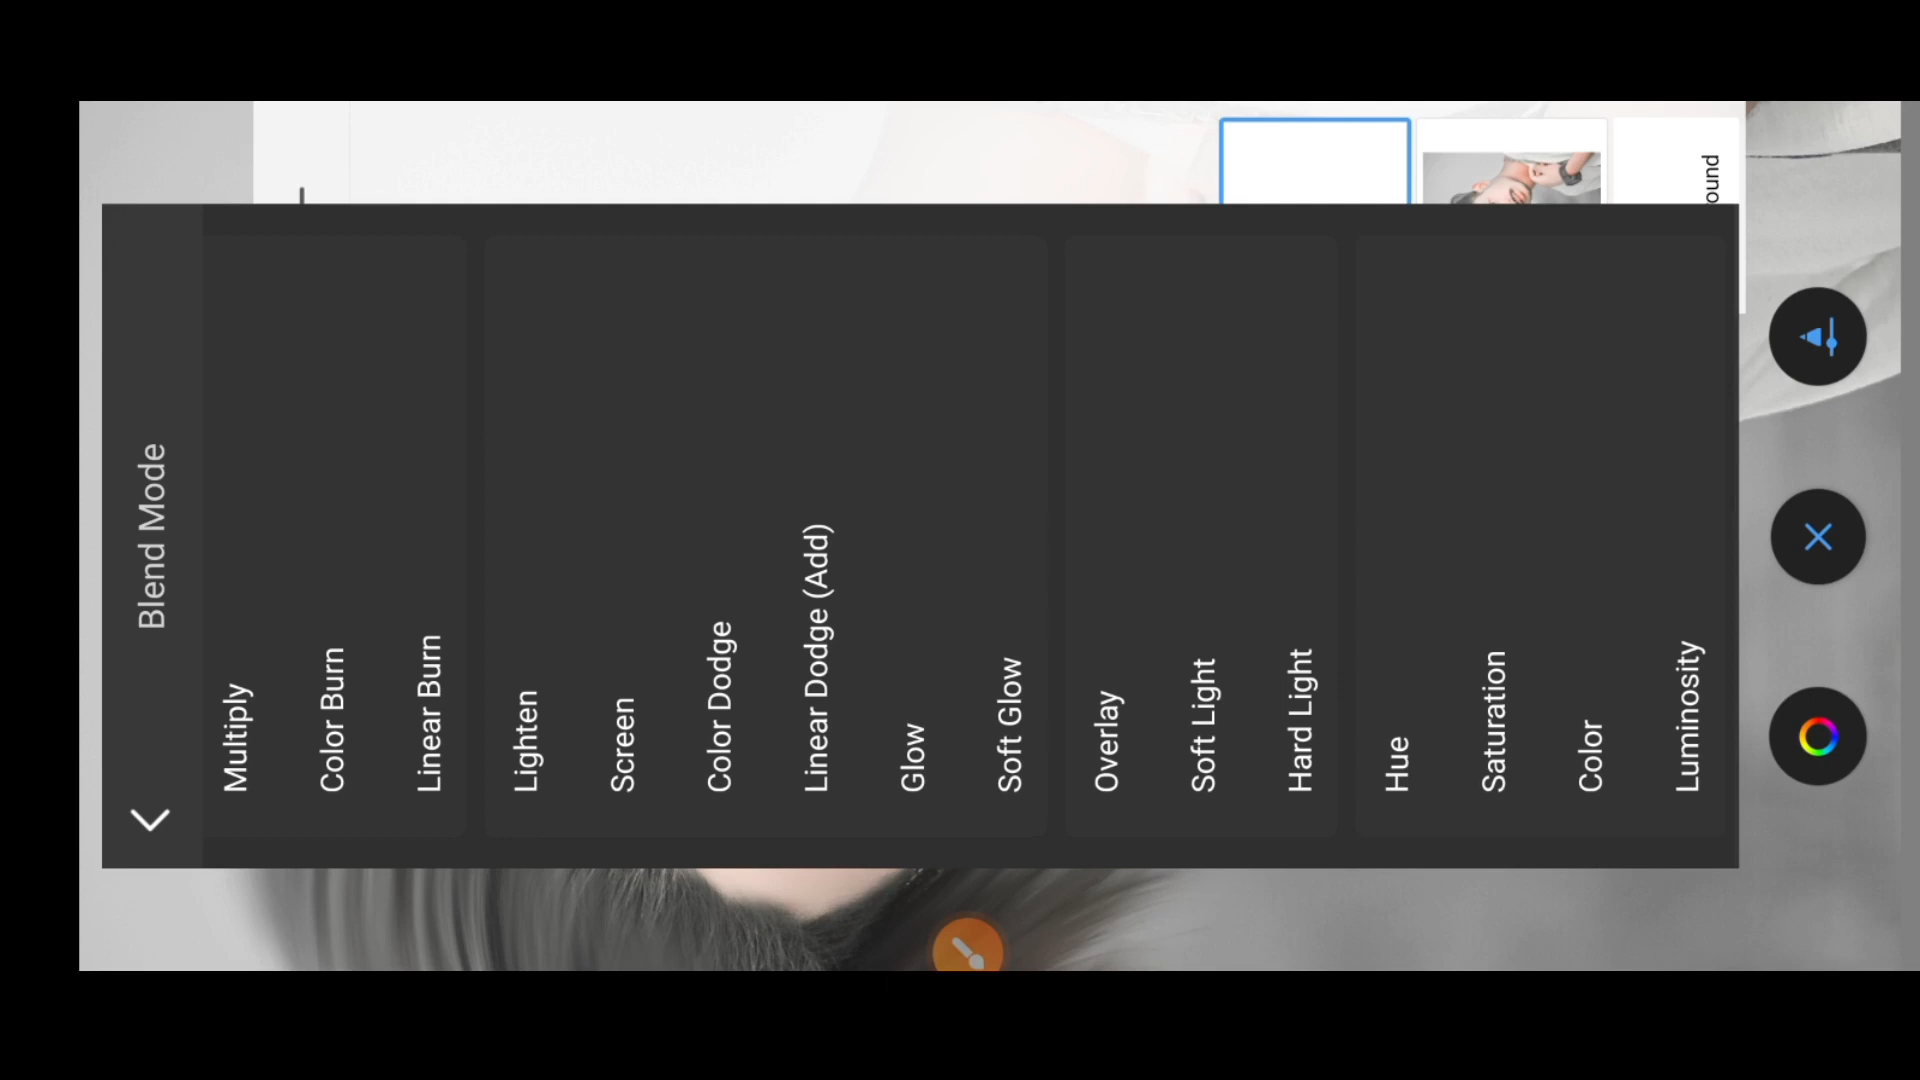 Blend Mode
Multiply
Color Burn
Linear Burn
Lighten
Screen
Color Dodge
Linear Dodge (Add)
Glow
Soft Glow
Overlay
Soft Light
Hard Light
Hue
Saturation
Color
Luminosity
ound